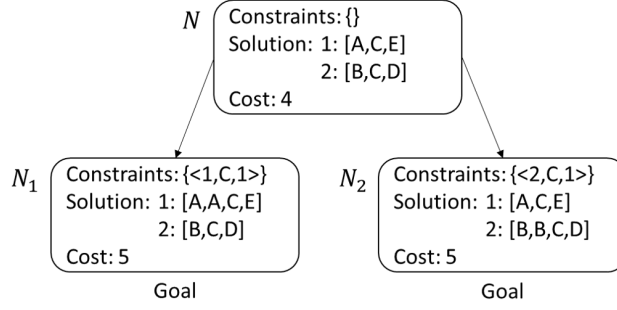 N
Constraints: {}
Solution: 1: [A,C,E]
2: [B,C,D]
Cost: 4
N₁
Constraints: {<1,C,1>}
Solution: 1: [A,A,C,E]
2: [B,C,D]
Cost: 5
Goal
N₂
Constraints: {<2,C,1>}
Solution: 1: [A,C,E]
2: [B,B,C,D]
Cost: 5
Goal